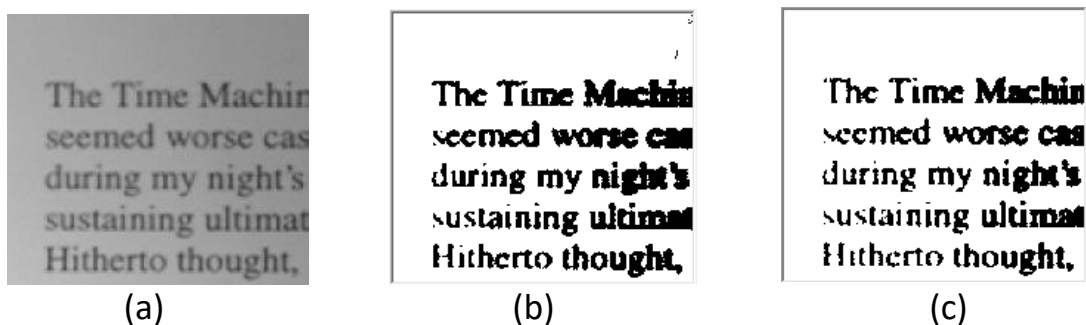 The Time Machin
seemed worse cas
during my night's
sustaining ultimat
Hitherto thought,
(a)
The Time Machin
seemed worse cas
during my night's
sustaining ultimat
Hitherto thought,
(b)
The Time Machin
seemed worse cas
during my night's
sustaining ultimat
Hitherto thought,
(c)